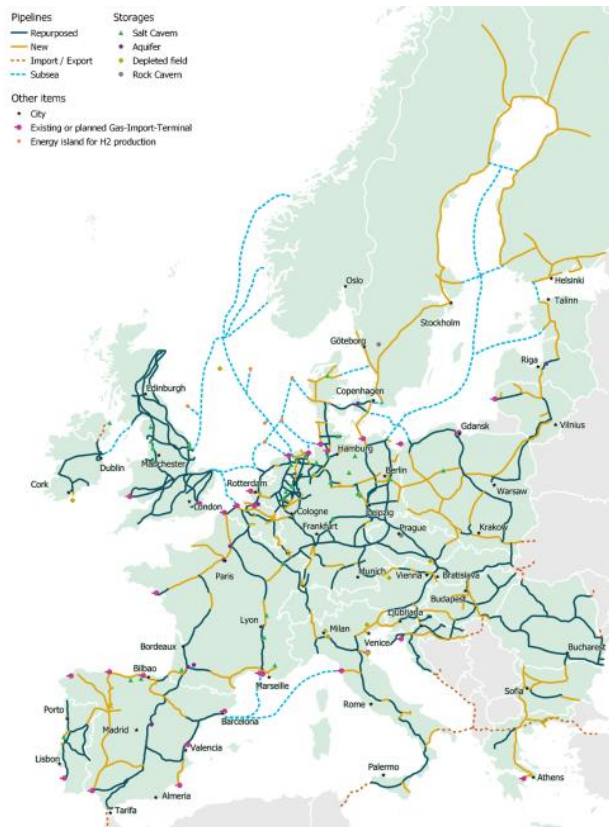 Pipelines
Repurposed
New
Import / Export
Subsea
Storages
Salt Cavern
Aquifer
Depleted field
Rock Cavern
Other items
City
Existing or planned Gas-Import-Terminal
Energy island for H2 production
Oslo
Helsinki
Talinn
Stockholm
Göteborg
Riga
Copenhagen
Edinburgh
Vilnius
Gdansk
Dublin
Manchester
Hamburg
Berlin
Cork
Rotterdam
Warsaw
London
Cologne
Leipzig
Frankfurt
Prague
Krakow
Paris
Munich
Vienna
Bratislava
Budapest
Lyon
Ljubljana
Milan
Venice
Bordeaux
Bucharest
Bilbao
Marseille
Sofia
Porto
Barcelona
Rome
Madrid
Valencia
Lisbon
Palermo
Athens
Almeria
Tarifa